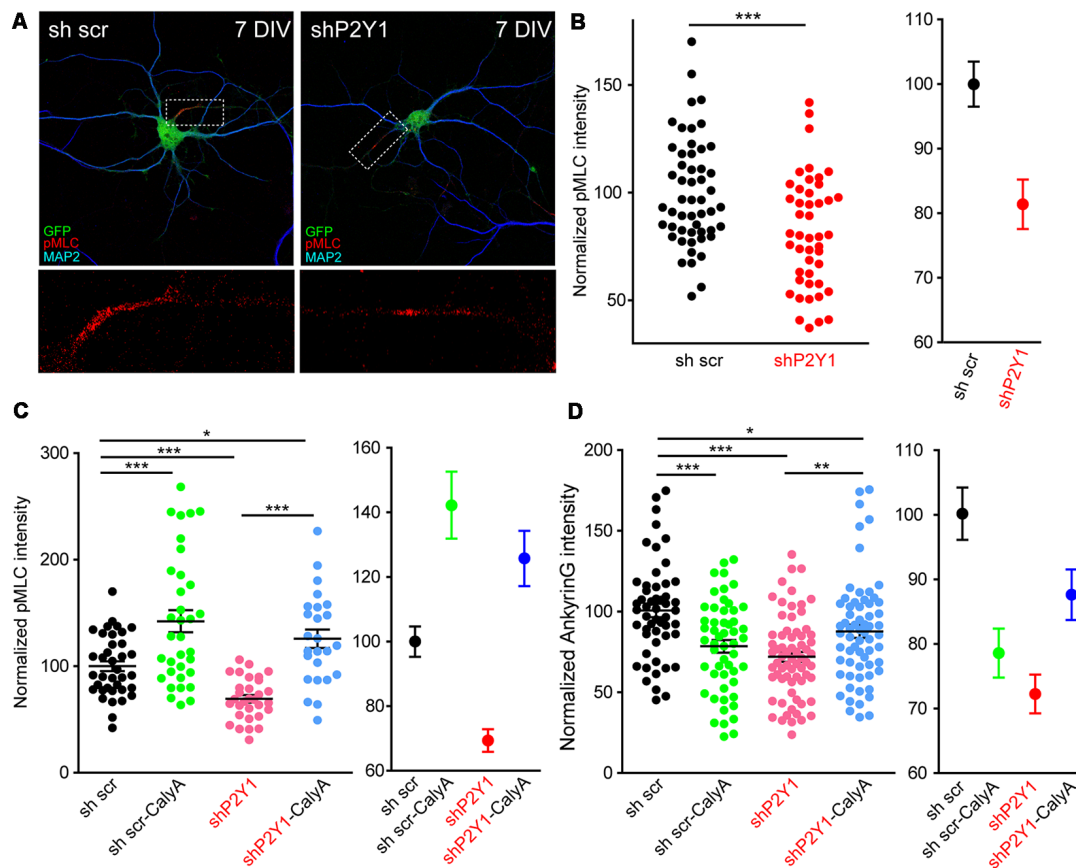 A
sh scr
7 DIV
shP2Y1
7 DIV
GFP
pMLC
MAP2
GFP
pMLC
MAP2
B
Normalized pMLC intensity
150
100
50
***
sh scr
shP2Y1
110
100
90
80
70
60
sh scr
shP2Y1
C
Normalized pMLC intensity
300
200
100
0
*
***
***
***
sh scr
sh scr-CalyA
shP2Y1
shP2Y1-CalyA
160
140
120
100
80
60
sh scr
sh scr-CalyA
shP2Y1
shP2Y1-CalyA
D
Normalized AnkyrinG intensity
200
150
100
50
0
*
***
***
**
sh scr
sh scr-CalyA
shP2Y1
shP2Y1-CalyA
110
100
90
80
70
60
sh scr
sh scr-CalyA
shP2Y1
shP2Y1-CalyA